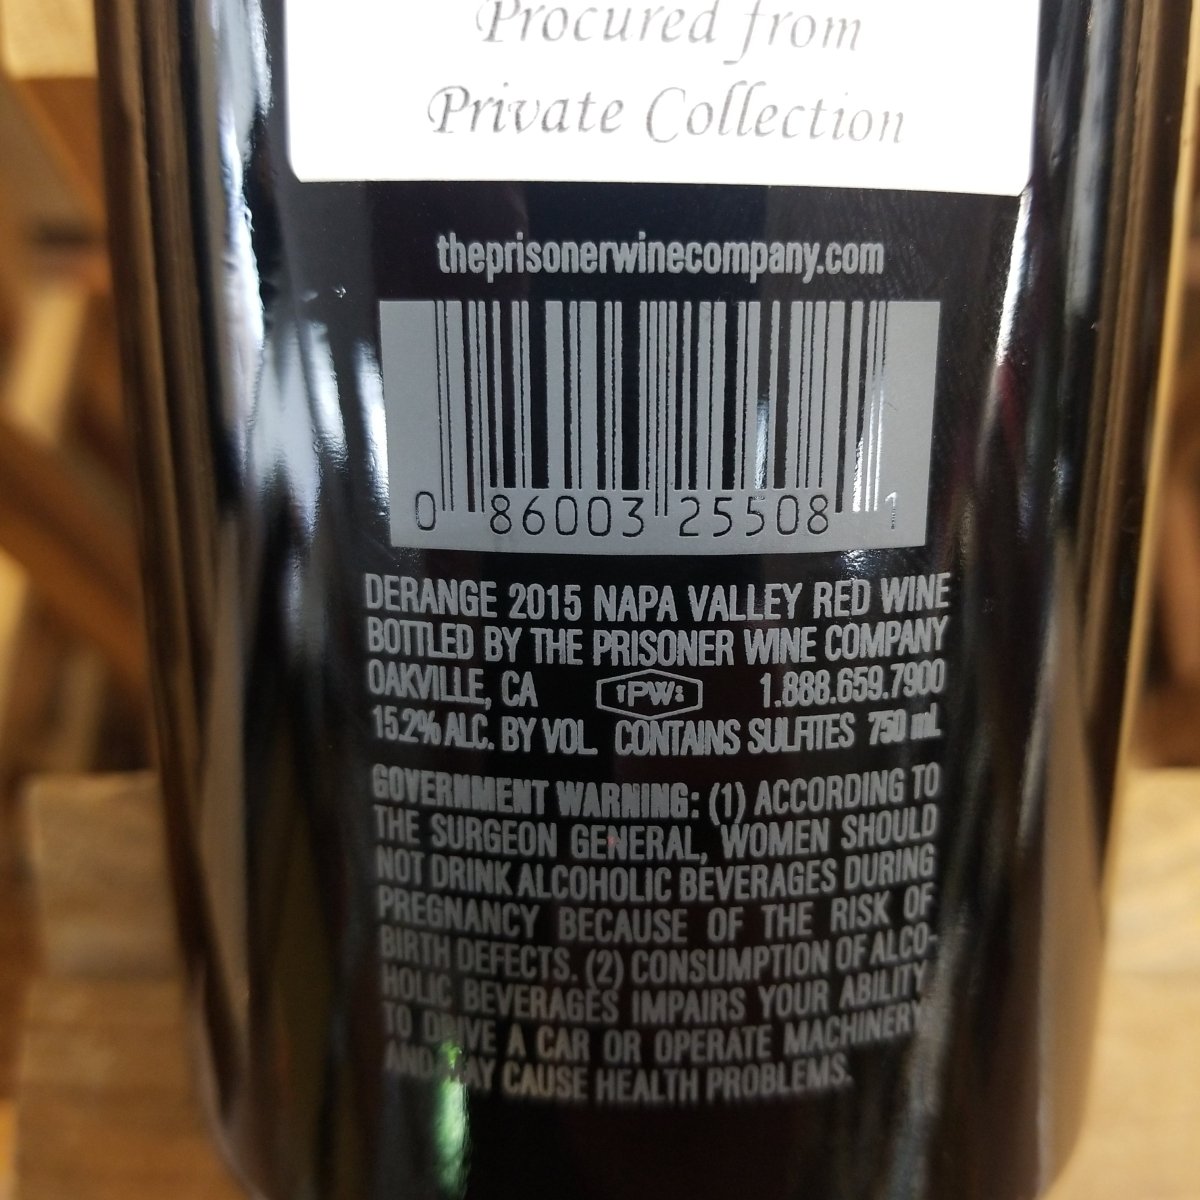 Procured from
Private Collection
theprisonerwinecompany.com
0 86003 25508 1
DERANGE 2015 NAPA VALLEY RED WINE
BOTTLED BY THE PRISONER WINE COMPANY
OAKVILLE, CA TPWC 1.888.659.7900
15.2% ALC. BY VOL. CONTAINS SULFITES 750 mL
GOVERNMENT WARNING: (1) ACCORDING TO
THE SURGEON GENERAL, WOMEN SHOULD
NOT DRINK ALCOHOLIC BEVERAGES DURING
PREGNANCY BECAUSE OF THE RISK OF
BIRTH DEFECTS. (2) CONSUMPTION OF ALCO-
HOLIC BEVERAGES IMPAIRS YOUR ABILITY
TO DRIVE A CAR OR OPERATE MACHINERY,
AND MAY CAUSE HEALTH PROBLEMS.